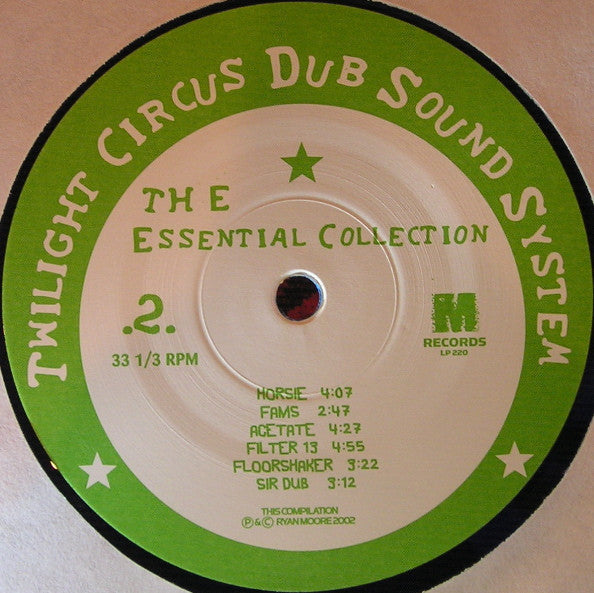 TWILIGHT CIRCUS DUB SOUND SYSTEM
THE
ESSENTIAL COLLECTION
.2.
33 1/3 RPM
M
RECORDS
LP 220
HORSIE 4:07
FAMS 2:47
ACETATE 4:27
FILTER 13 4:55
FLOORSHAKER 3:22
SIR DUB 3:12
THIS COMPILATION
Ⓟ & © RYAN MOORE 2002